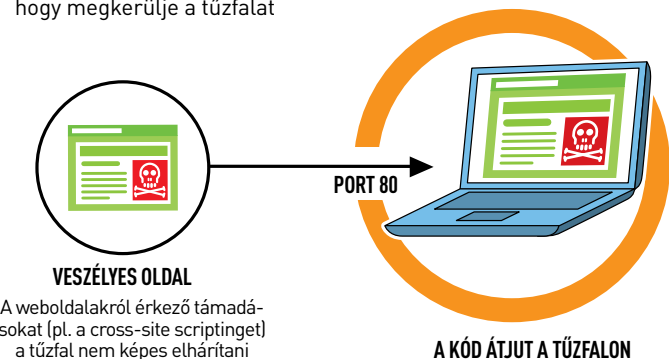 hogy megkerülje a tűzfalat
PORT 80
VESZÉLYES OLDAL
A weboldalakról érkező támadá-
sokat (pl. a cross-site scriptinget)
a tűzfal nem képes elhárítani
A KÓD ÁTJUT A TŰZFALON